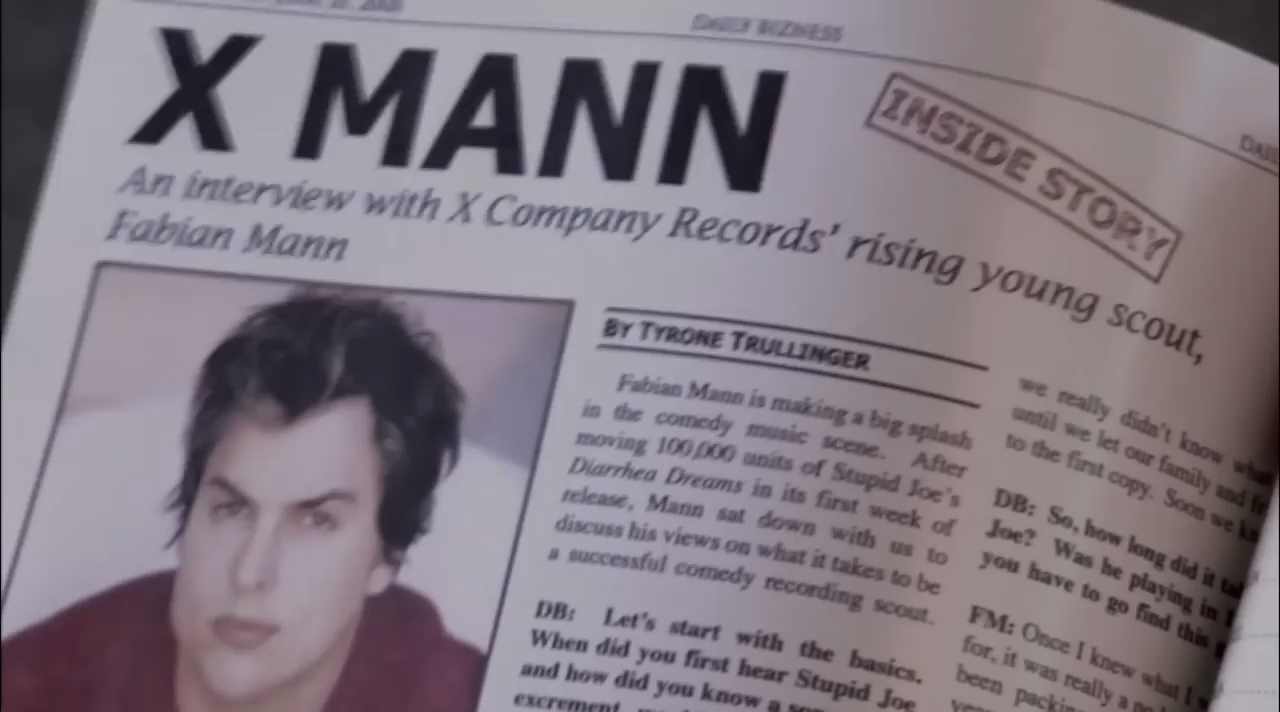 DAILY BIZNESS
X MANN
INSIDE STORY
An interview with X Company Records' rising young scout,
Fabian Mann
BY TYRONE TRULLINGER
Fabian Mann is making a big splash
in the comedy music scene. After
moving 100,000 units of Stupid Joe's
Diarrhea Dreams in its first week of
release, Mann sat down with us to
discuss his views on what it takes to be
a successful comedy recording scout.
DB: Let's start with the basics.
When did you first hear Stupid Joe
and how did you know a
excrement
we really didn't know
until we let our family and
to the first copy. Soon we
DB: So, how long did it
Joe? Was he playing in
you have to go find this
FM: Once I knew what I
for, it was really a
been packing